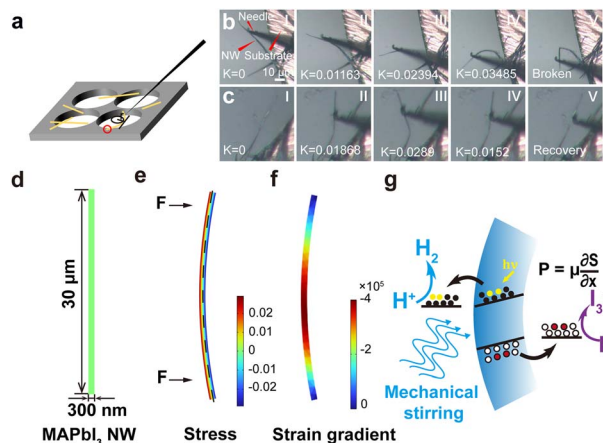 a
b
Needle
I
II
III
IV
V
NW
Substrate
10 μm
K=0
K=0.01163
K=0.02394
K=0.03485
Broken
c
I
II
III
IV
V
K=0
K=0.01868
K=0.0289
K=0.0152
Recovery
d
30 μm
300 nm
MAPbI3 NW
e
F
F
0.02
0.01
0
-0.01
-0.02
Stress
f
×10⁵
-4
-2
0
Strain gradient
g
H₂
H⁺
hν
P = μ ∂S/∂x
I3
I
Mechanical
stirring